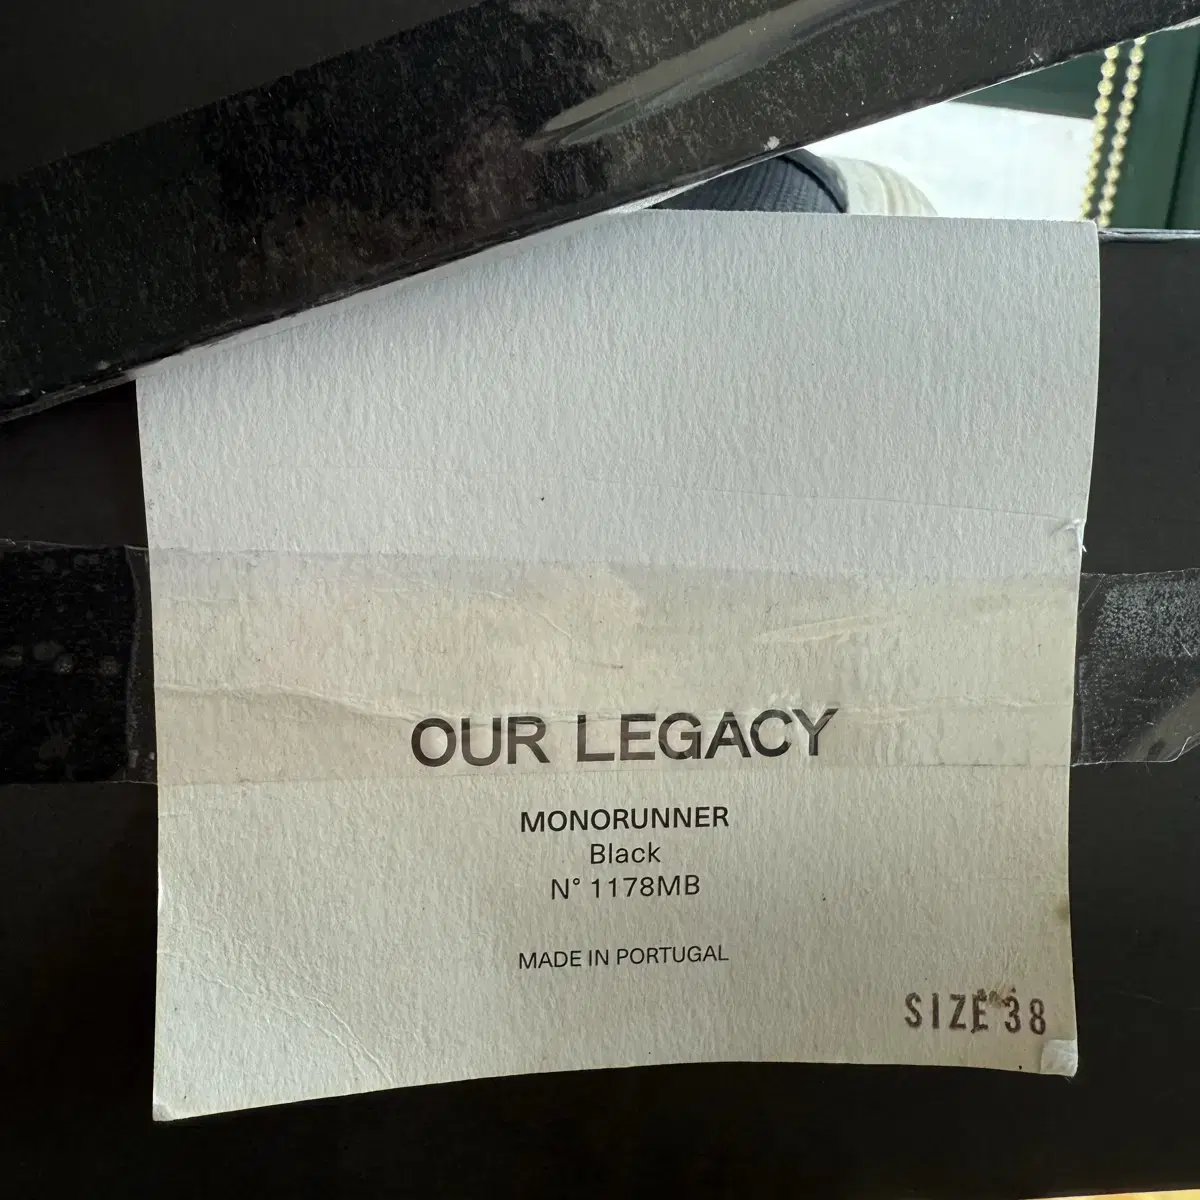 OUR LEGACY
MONORUNNER
Black
N° 1178MB
MADE IN PORTUGAL
SIZE 38